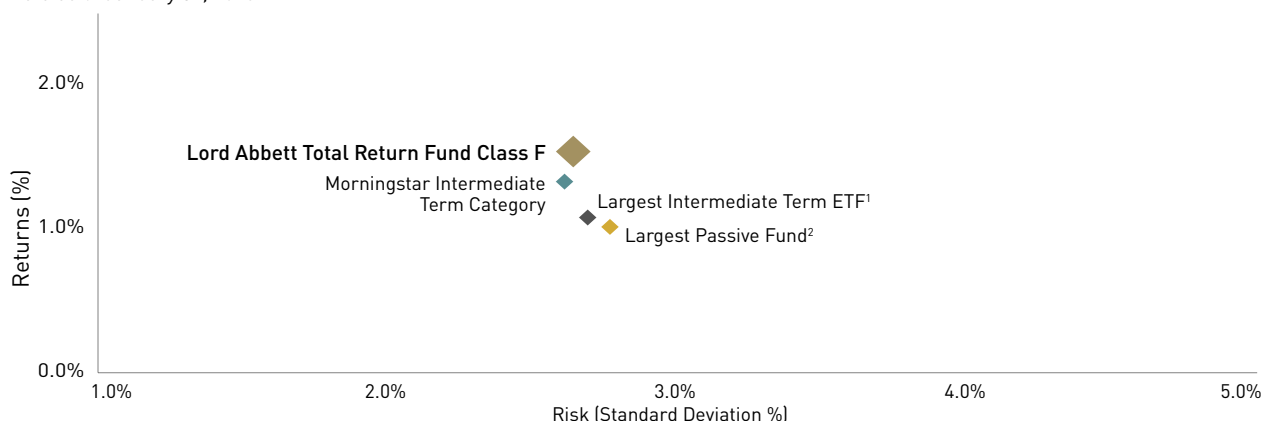 2.0%
Lord Abbett Total Return Fund Class F
Morningstar Intermediate
Term Category
Largest Intermediate Term ETF¹
1.0%
Largest Passive Fund²
Returns (%)
0.0%
1.0% 2.0% 3.0% 4.0% 5.0%
Risk (Standard Deviation %)